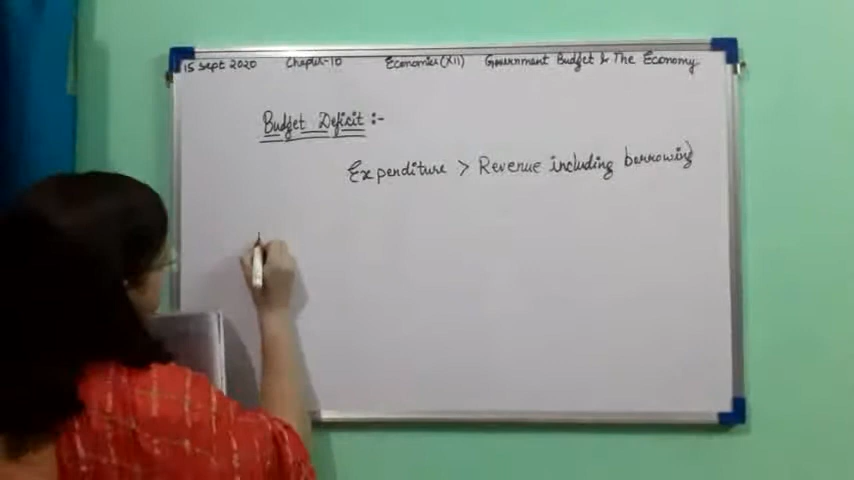 15 Sept 2020 Chapter-10 Economics (XII) Government Budget & The Economy
Budget Deficit :-
Expenditure > Revenue including borrowing